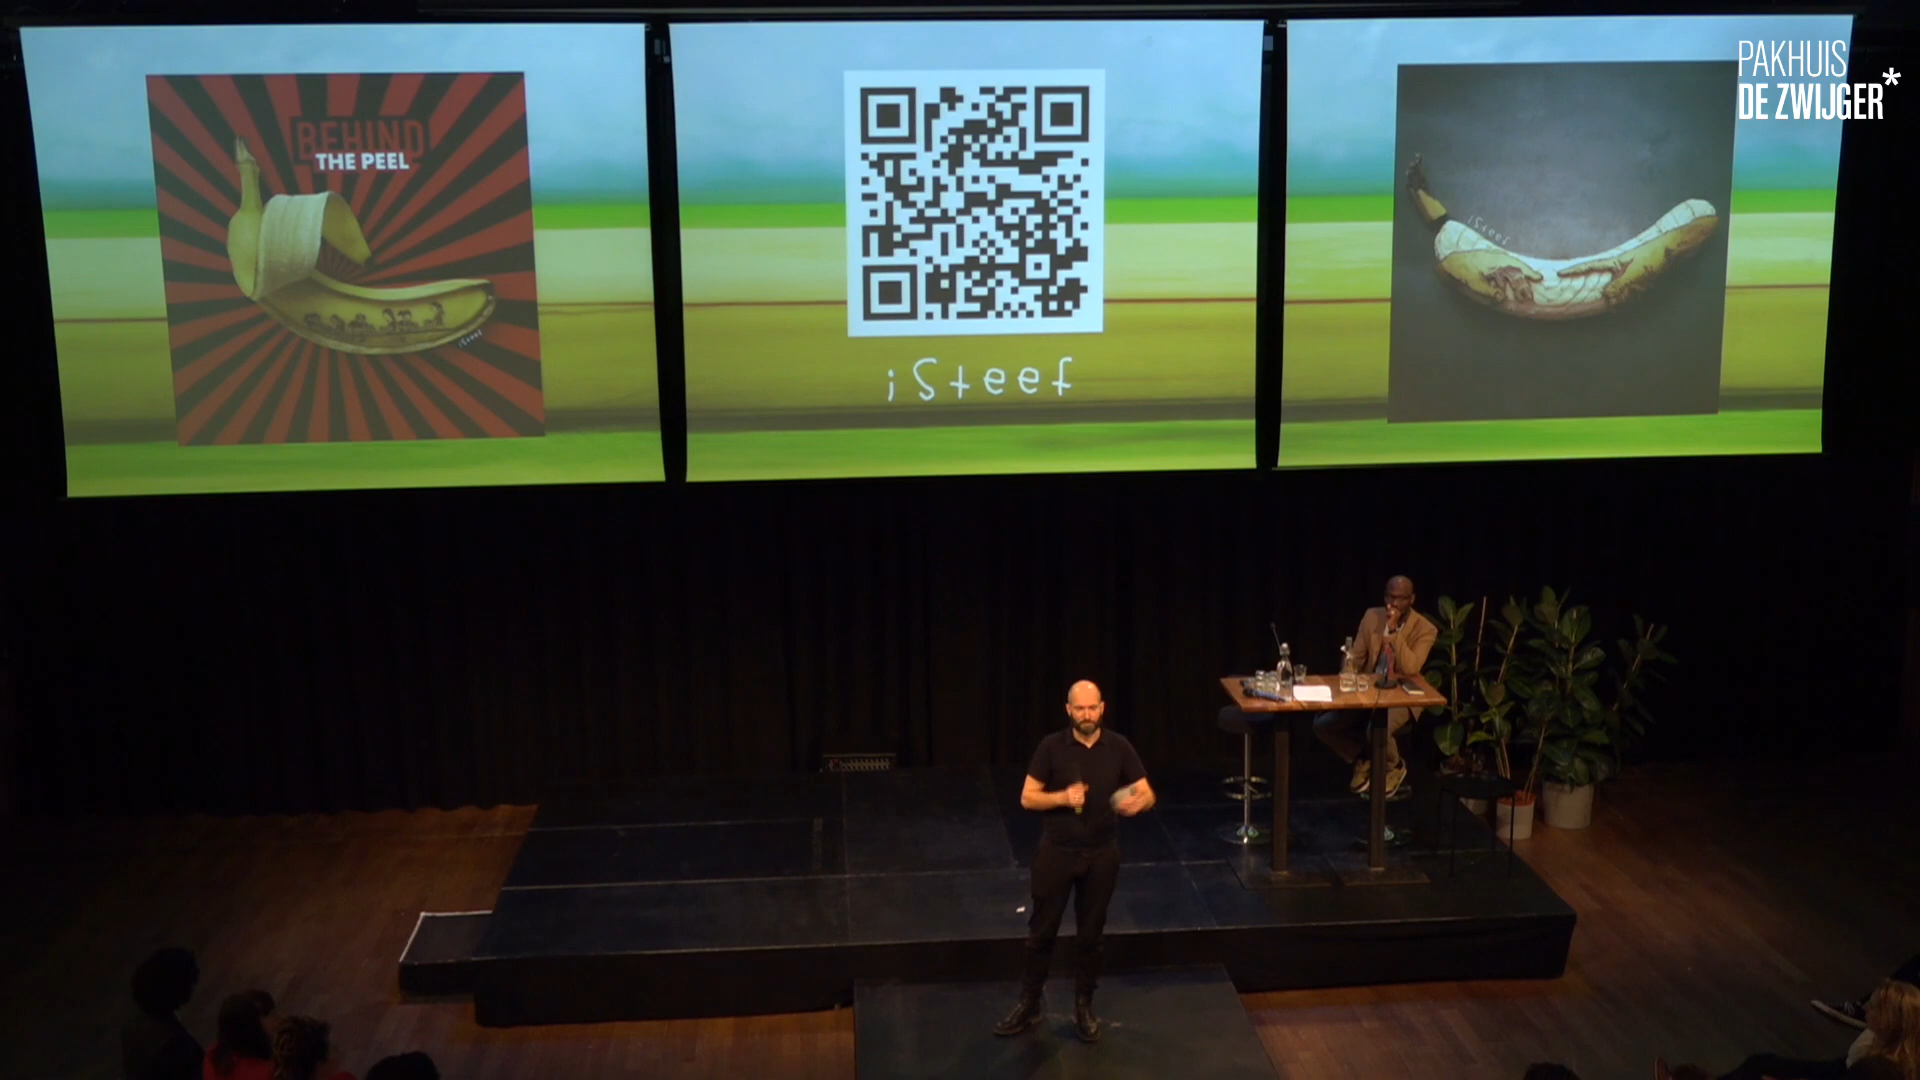 BEHIND
THE PEEL
iSteef
iSteef
iSteef
PAKHUIS
DE ZWIJGER*